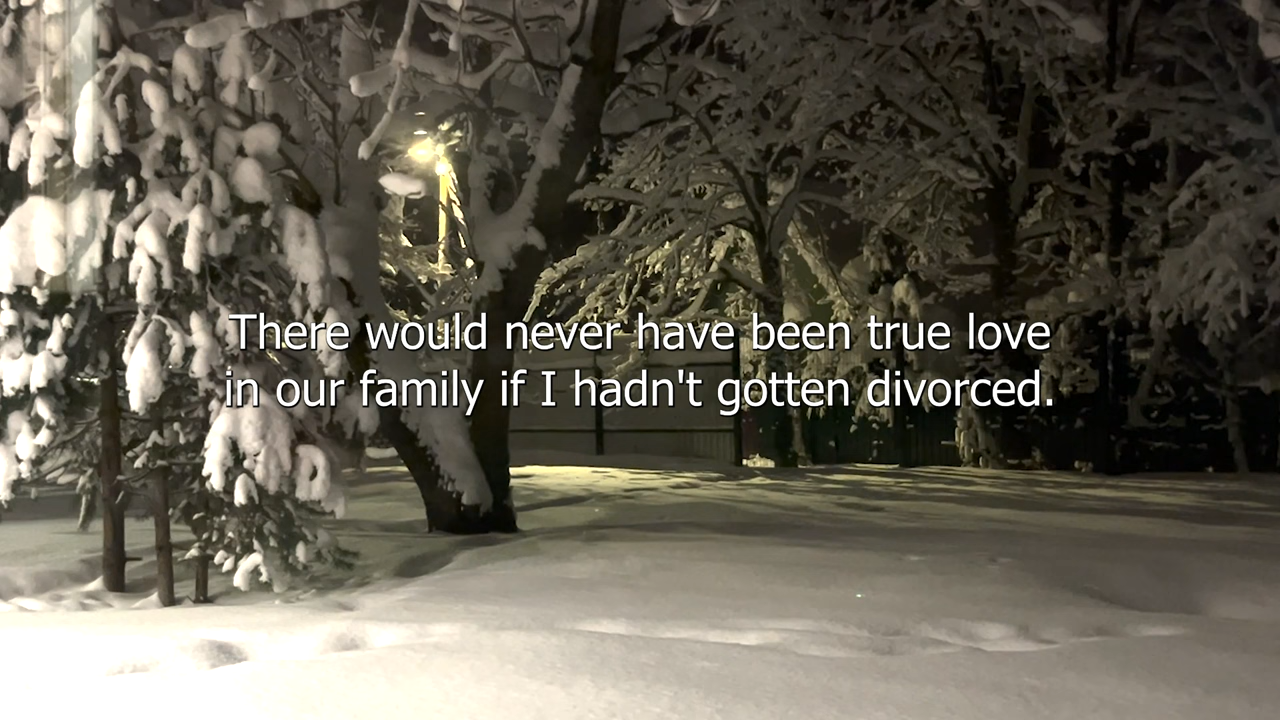 There would never have been true love
in our family if I hadn't gotten divorced.